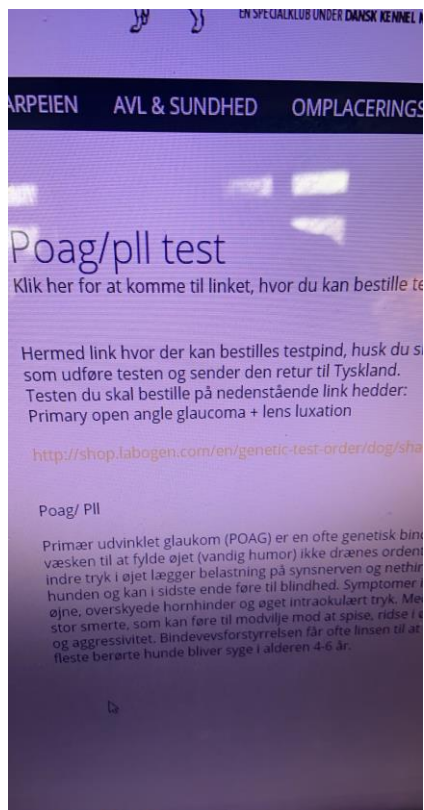 EN SPECIALKLUB UNDER DANSK KENNEL
ARPEIEN AVL & SUNDHED OMPLACERINGS
Poag/pll test
Klik her for at komme til linket, hvor du kan bestille te
Hermed link hvor der kan bestilles testpind, husk du s
som udføre testen og sender den retur til Tyskland.
Testen du skal bestille på nedenstående link hedder:
Primary open angle glaucoma + lens luxation
http://shop.labogen.com/en/genetic-test-order/dog/sha
Poag/ Pll
Primær udvinklet glaukom (POAG) er en ofte genetisk bind
væsken til at fylde øjet (vandig humor) ikke drænes ordent
indre tryk i øjet lægger belastning på synsnerven og nethin
hunden og kan i sidste ende føre til blindhed. Symptomer
øjne, overskyede hornhinder og øget intraokulært tryk. Me
stor smerte, som kan føre til modvilje mod at spise, ridse i
og aggressivitet. Bindevevsforstyrrelsen får ofte linsen til at
fleste berørte hunde bliver syge i alderen 4-6 år.